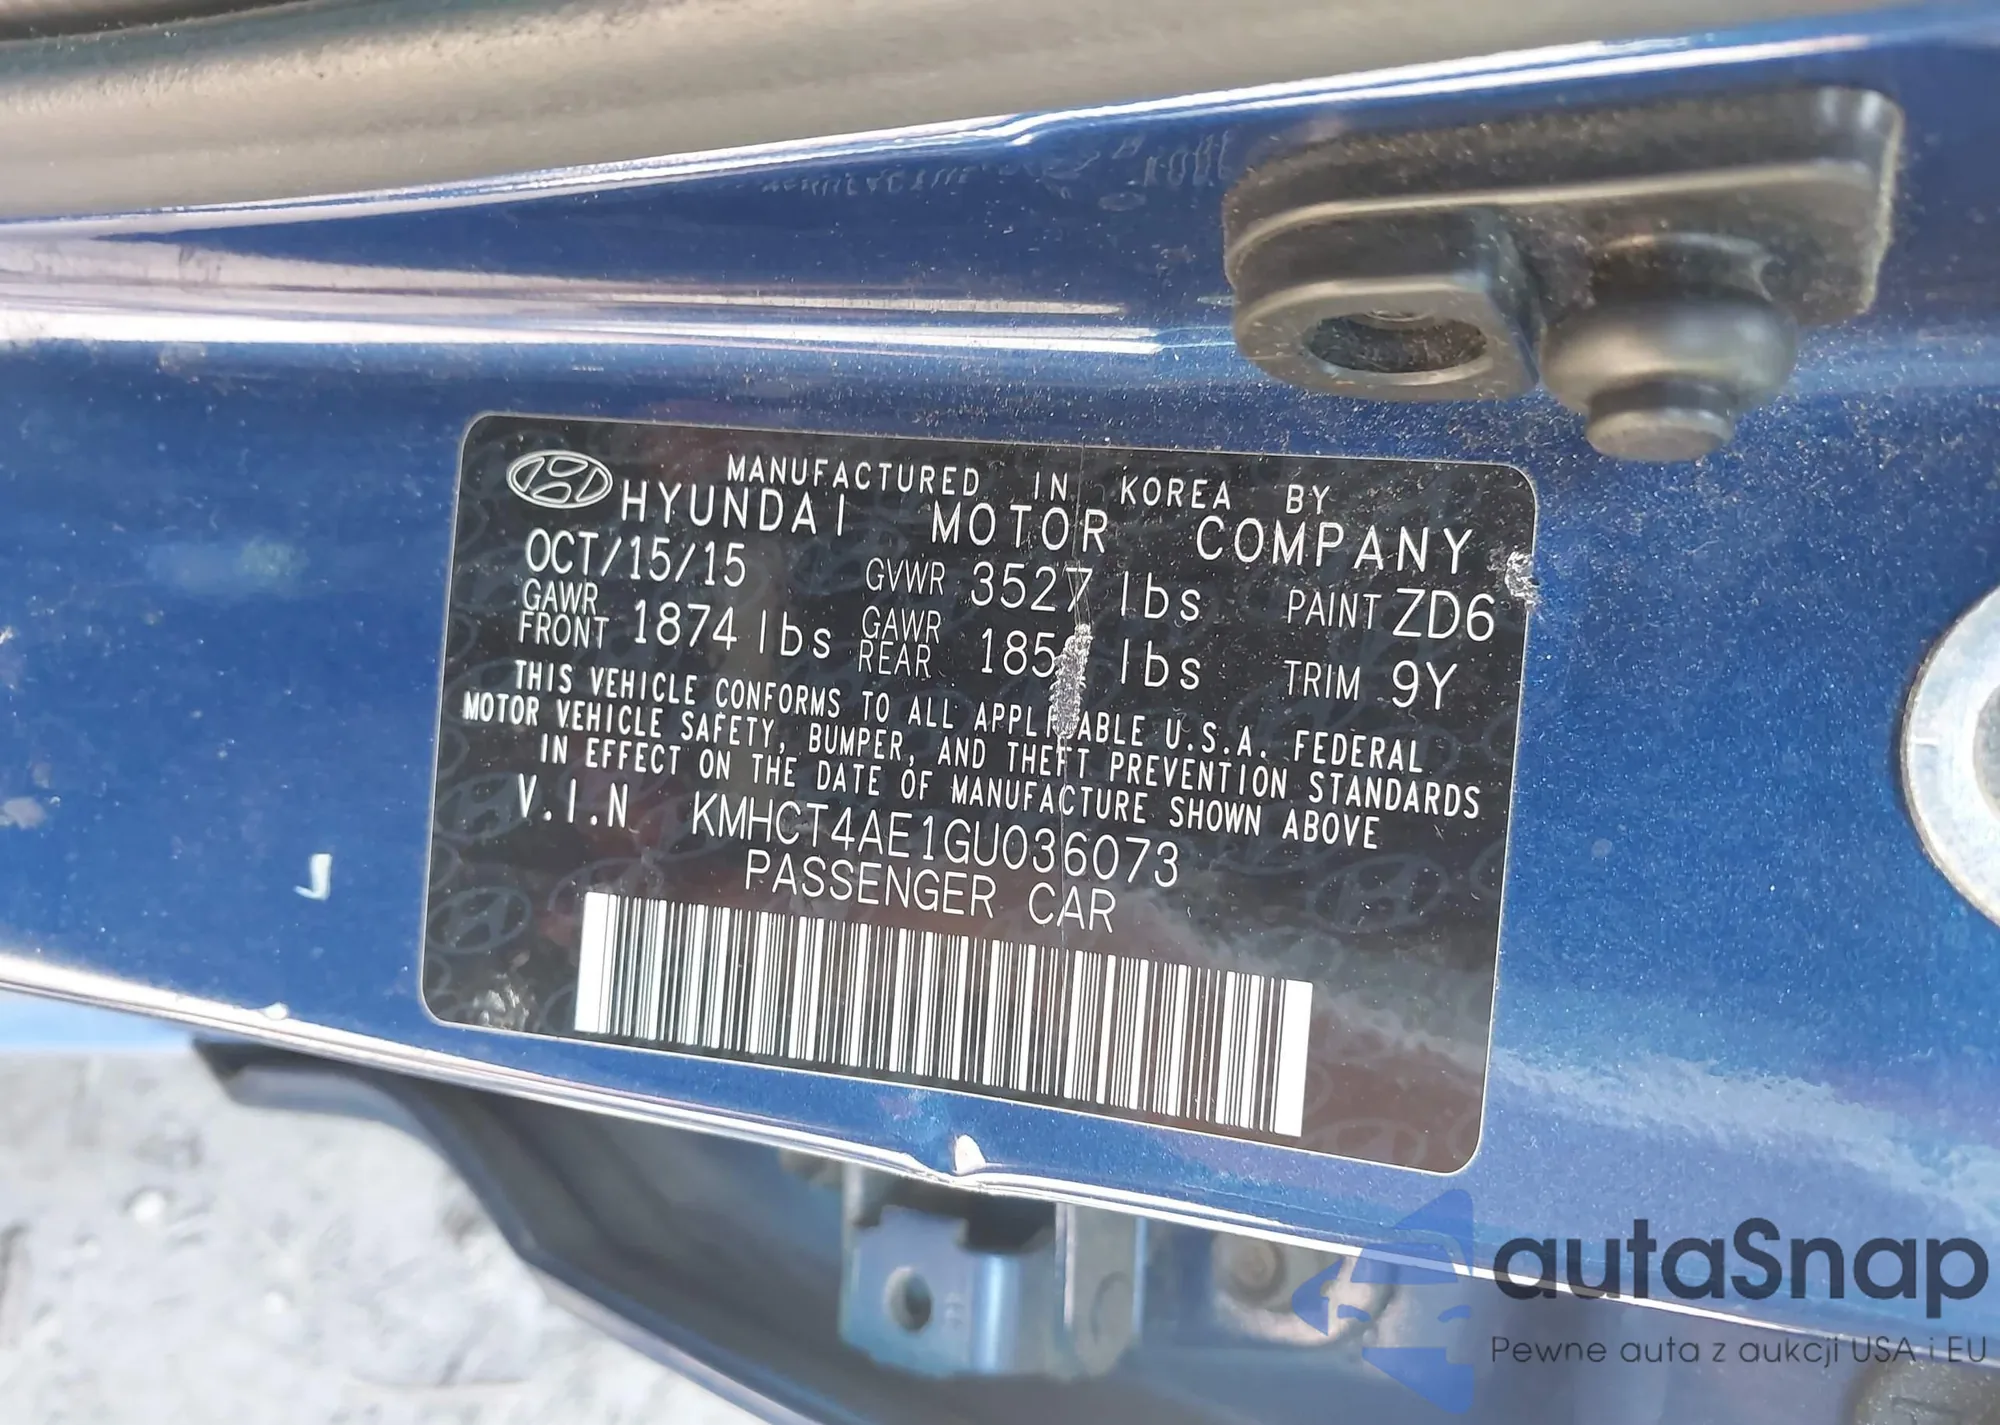 MANUFACTURED IN KOREA BY
HYUNDAI MOTOR COMPANY
OCT/15/15 GVWR 3527 lbs PAINT ZD6
GAWR FRONT 1874 lbs GAWR REAR lbs TRIM 9Y
THIS VEHICLE CONFORMS TO ALL APPLICABLE U.S.A. FEDERAL
MOTOR VEHICLE SAFETY, BUMPER, AND THEFT PREVENTION STANDARDS
IN EFFECT ON THE DATE OF MANUFACTURE SHOWN ABOVE
V.I.N KMHCT4AE1GU036073
PASSENGER CAR
autaSnap
Pewne auta z aukcji USA i EU